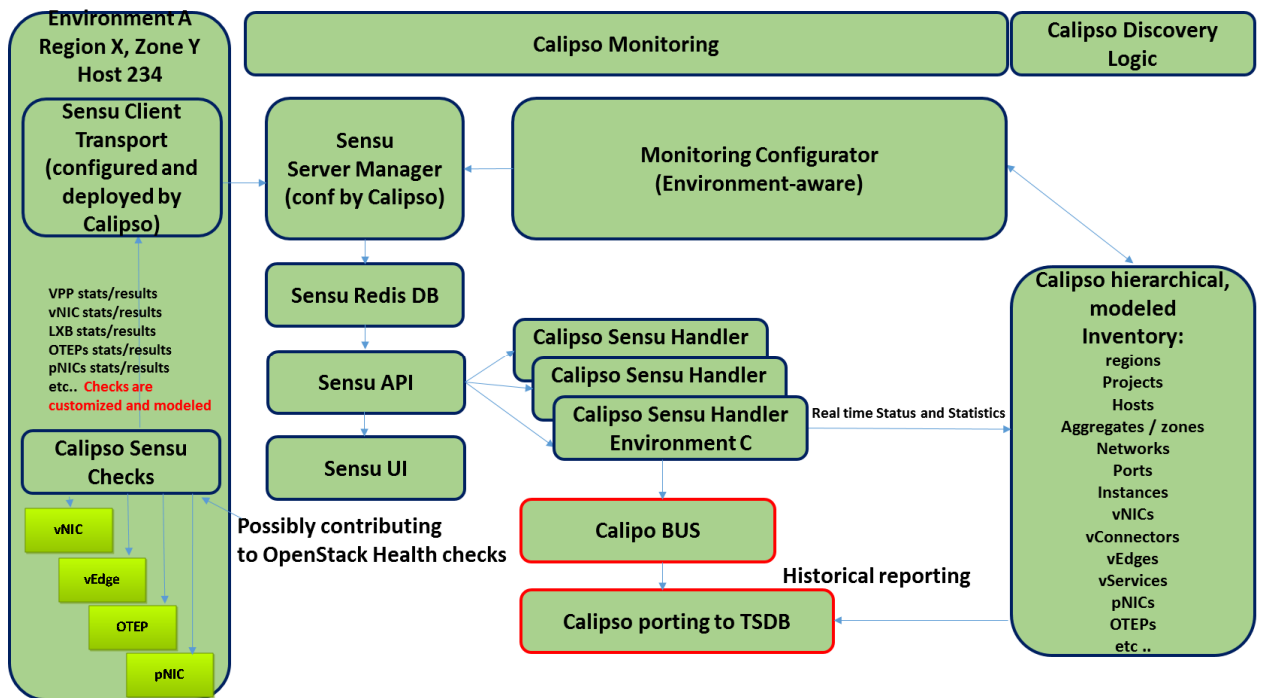 Environment A
Region X, Zone Y
Host 234
Calipso Monitoring
Calipso Discovery
Logic
Sensu Client
Transport
(configured and
deployed by
Calipso)
Sensu
Server Manager
(conf by Calipso)
Monitoring Configurator
(Environment-aware)
VPP stats/results
vNIC stats/results
LXB stats/results
OTEPs stats/results
pNICs stats/results
etc.. Checks are
customized and modeled
Sensu Redis DB
Sensu API
Sensu UI
Calipso Sensu Handler
Calipso Sensu Handler
Calipso Sensu Handler
Environment C
Real time Status and Statistics
Calipso hierarchical,
modeled
Inventory:
regions
Projects
Hosts
Aggregates / zones
Networks
Ports
Instances
vNICs
vConnectors
vEdges
vServices
pNICs
OTEPs
etc ..
Calipso Sensu
Checks
vNIC
vEdge
OTEP
pNIC
Possibly contributing
to OpenStack Health checks
Calipo BUS
Historical reporting
Calipso porting to TSDB